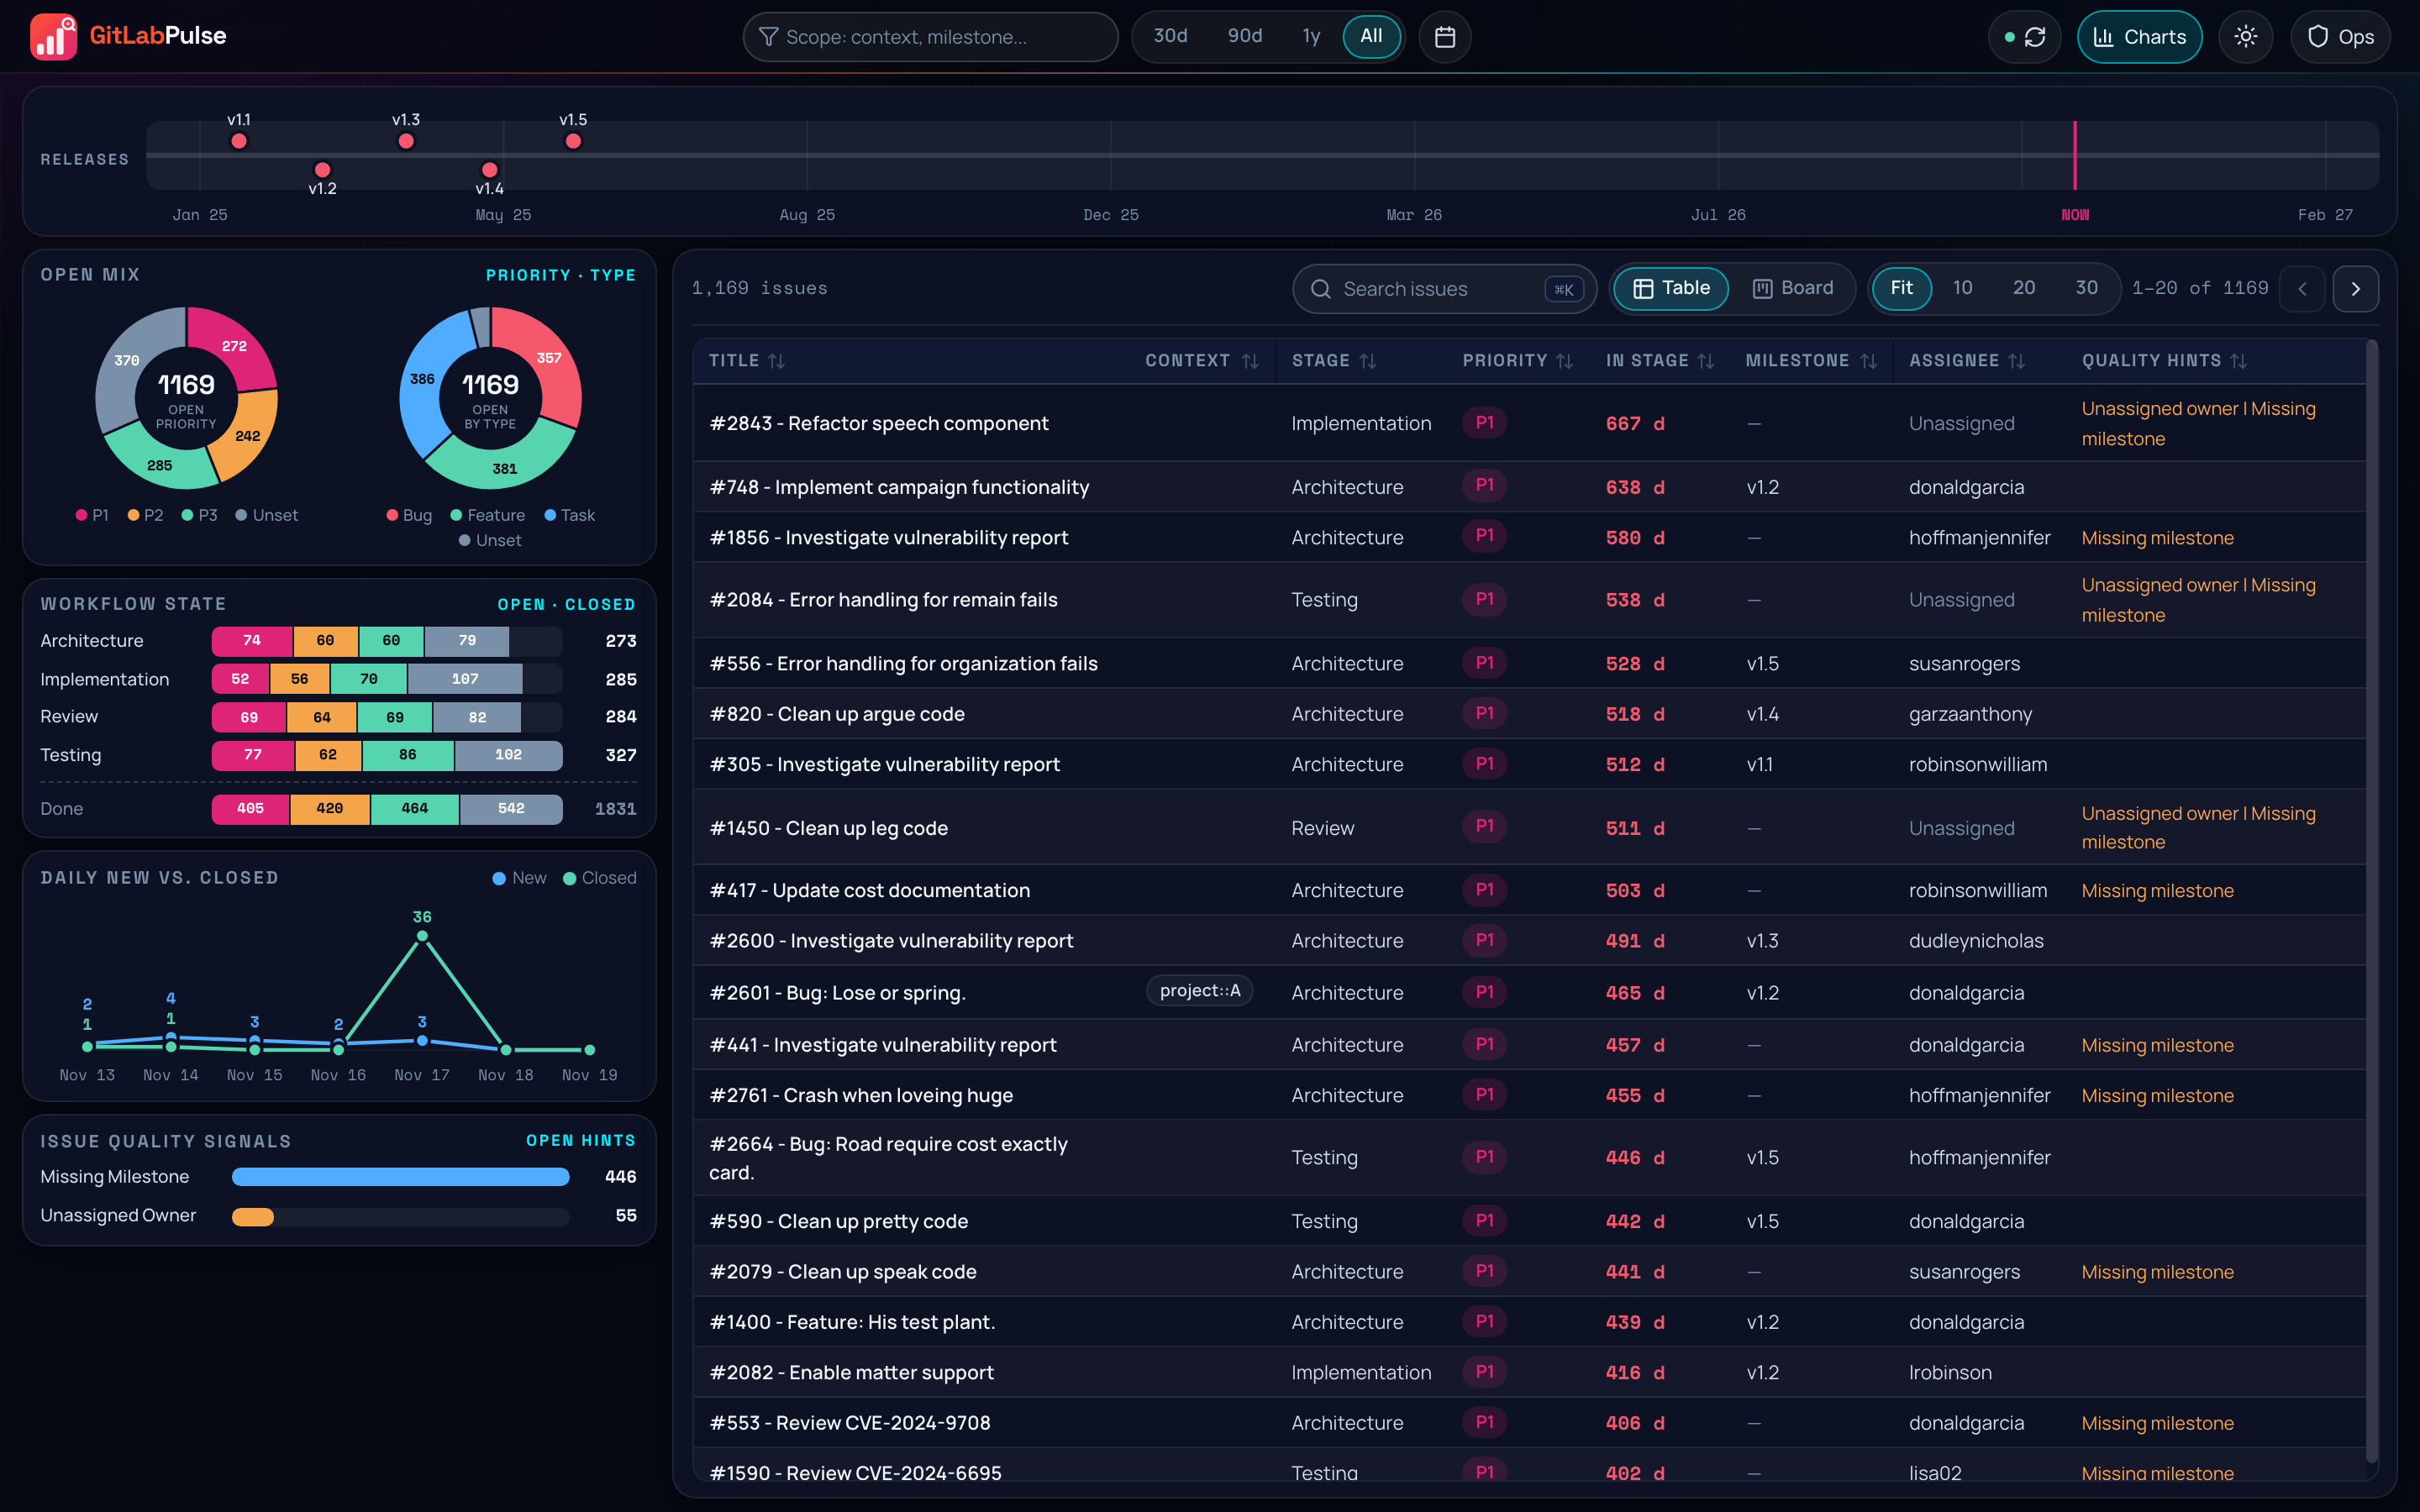 GitLabPulse
Scope: context, milestone...
30d 90d 1y All
Charts
Ops
RELEASES
v1.1 v1.3 v1.5
v1.2 v1.4
Jan 25 May 25 Aug 25 Dec 25 Mar 26 Jul 26 NOW Feb 27
OPEN MIX PRIORITY · TYPE
272
242
285
370
1169
OPEN
PRIORITY
P1 P2 P3 Unset
357
381
386
1169
OPEN
BY TYPE
Bug Feature Task
Unset
WORKFLOW STATE OPEN · CLOSED
Architecture 74 60 60 79 273
Implementation 52 56 70 107 285
Review 69 64 69 82 284
Testing 77 62 86 102 327
Done 405 420 464 542 1831
DAILY NEW VS. CLOSED New Closed
36
2 4
1 1 3 2 3
Nov 13 Nov 14 Nov 15 Nov 16 Nov 17 Nov 18 Nov 19
ISSUE QUALITY SIGNALS OPEN HINTS
Missing Milestone 446
Unassigned Owner 55
1,169 issues
Search issues ⌘K
Table Board
Fit 10 20 30
1–20 of 1169
TITLE CONTEXT STAGE PRIORITY IN STAGE MILESTONE ASSIGNEE QUALITY HINTS
#2843 - Refactor speech component Implementation P1 667 d — Unassigned Unassigned owner | Missing
milestone
#748 - Implement campaign functionality Architecture P1 638 d v1.2 donaldgarcia
#1856 - Investigate vulnerability report Architecture P1 580 d — hoffmanjennifer Missing milestone
#2084 - Error handling for remain fails Testing P1 538 d — Unassigned Unassigned owner | Missing
milestone
#556 - Error handling for organization fails Architecture P1 528 d v1.5 susanrogers
#820 - Clean up argue code Architecture P1 518 d v1.4 garzaanthony
#305 - Investigate vulnerability report Architecture P1 512 d v1.1 robinsonwilliam
#1450 - Clean up leg code Review P1 511 d — Unassigned Unassigned owner | Missing
milestone
#417 - Update cost documentation Architecture P1 503 d — robinsonwilliam Missing milestone
#2600 - Investigate vulnerability report Architecture P1 491 d v1.3 dudleynicholas
#2601 - Bug: Lose or spring. project::A Architecture P1 465 d v1.2 donaldgarcia
#441 - Investigate vulnerability report Architecture P1 457 d — donaldgarcia Missing milestone
#2761 - Crash when loveing huge Architecture P1 455 d — hoffmanjennifer Missing milestone
#2664 - Bug: Road require cost exactly
card. Testing P1 446 d v1.5 hoffmanjennifer
#590 - Clean up pretty code Testing P1 442 d v1.5 donaldgarcia
#2079 - Clean up speak code Architecture P1 441 d — susanrogers Missing milestone
#1400 - Feature: His test plant. Architecture P1 439 d v1.2 donaldgarcia
#2082 - Enable matter support Implementation P1 416 d v1.2 lrobinson
#553 - Review CVE-2024-9708 Architecture P1 406 d — donaldgarcia Missing milestone
#1590 - Review CVE-2024-6695 Testing P1 402 d — lisa02 Missing milestone